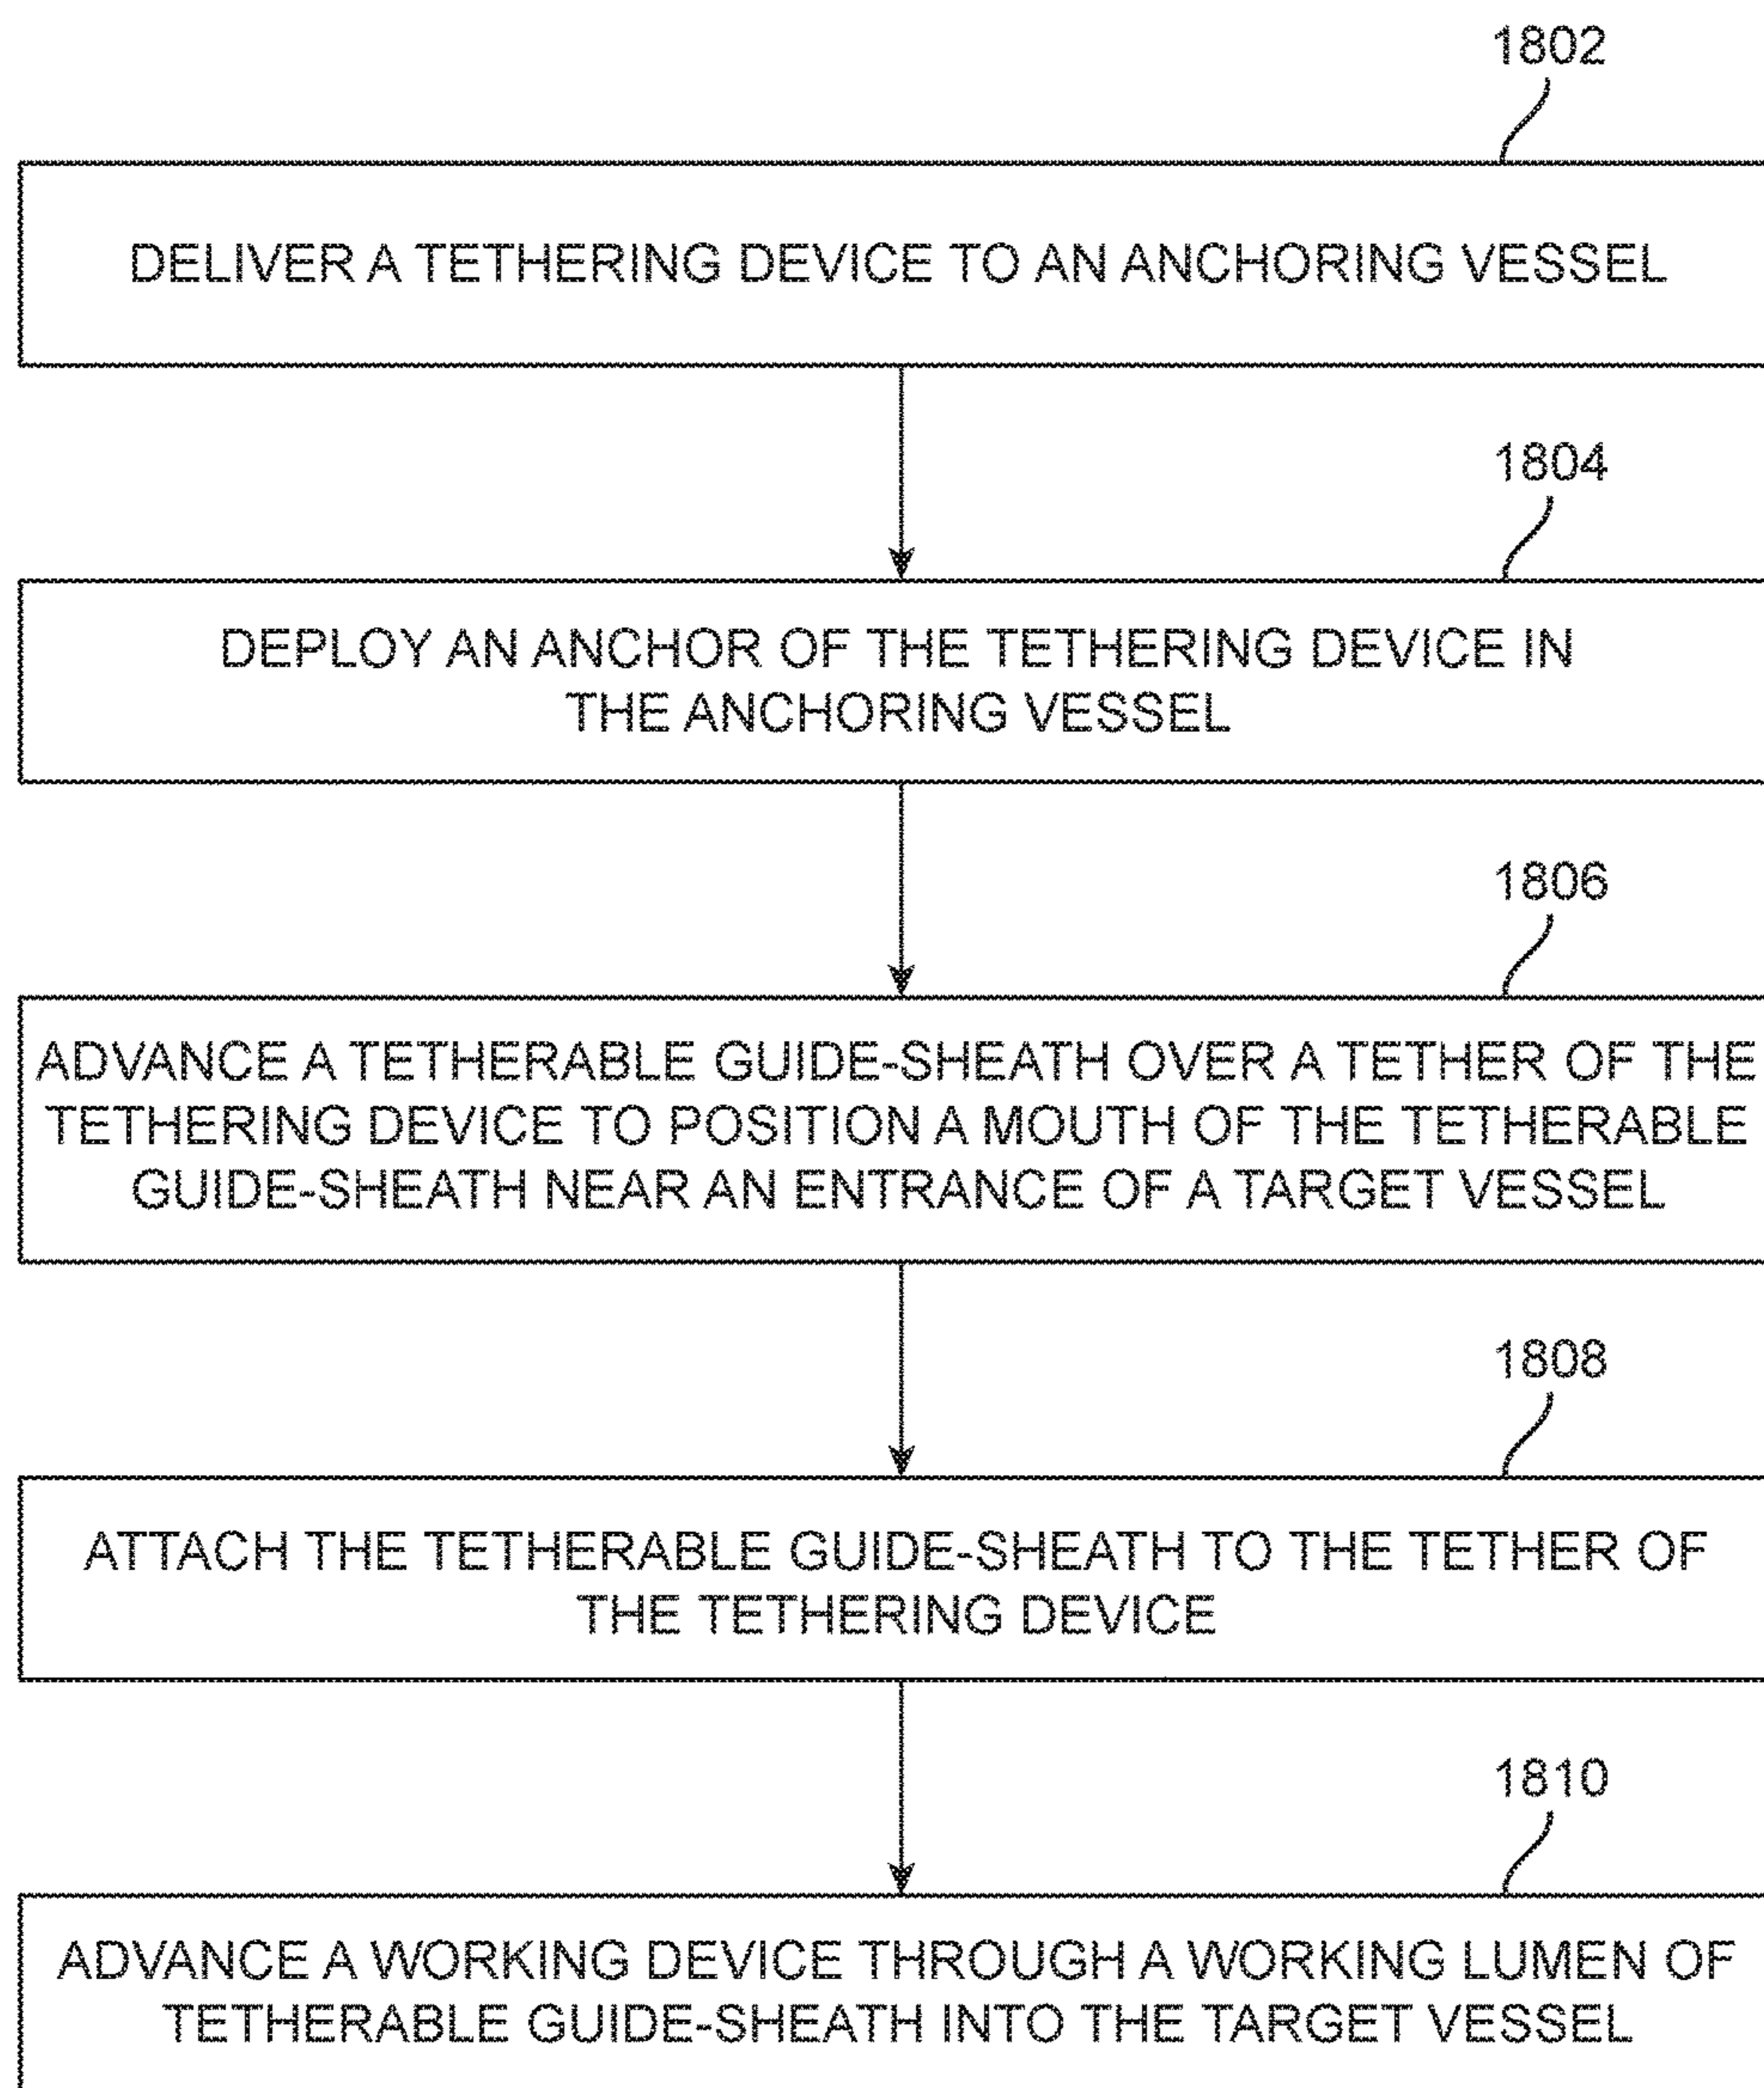 1802
DELIVER A TETHERING DEVICE TO AN ANCHORING VESSEL
1804
DEPLOY AN ANCHOR OF THE TETHERING DEVICE IN
THE ANCHORING VESSEL
1806
ADVANCE A TETHERABLE GUIDE-SHEATH OVER A TETHER OF THE
TETHERING DEVICE TO POSITION A MOUTH OF THE TETHERABLE
GUIDE-SHEATH NEAR AN ENTRANCE OF A TARGET VESSEL
1808
ATTACH THE TETHERABLE GUIDE-SHEATH TO THE TETHER OF
THE TETHERING DEVICE
1810
ADVANCE A WORKING DEVICE THROUGH A WORKING LUMEN OF
TETHERABLE GUIDE-SHEATH INTO THE TARGET VESSEL